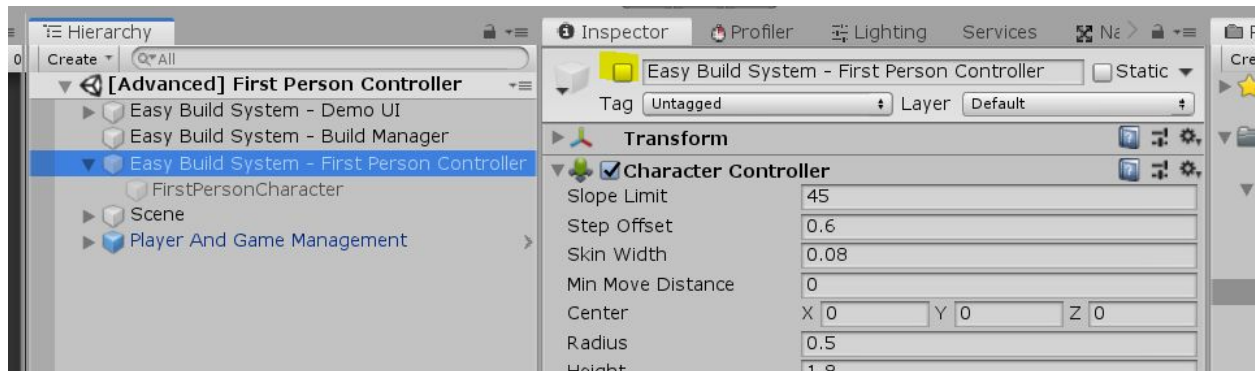 Hierarchy
Create
All
[Advanced] First Person Controller
Easy Build System - Demo UI
Easy Build System - Build Manager
Easy Build System - First Person Controller
FirstPersonCharacter
Scene
Player And Game Management
Inspector Profiler Lighting Services Na
Easy Build System - First Person Controller Static
Tag Untagged Layer Default
Transform
Character Controller
Slope Limit 45
Step Offset 0.6
Skin Width 0.08
Min Move Distance 0
Center X 0 Y 0 Z 0
Radius 0.5
Height 1.8
Cre